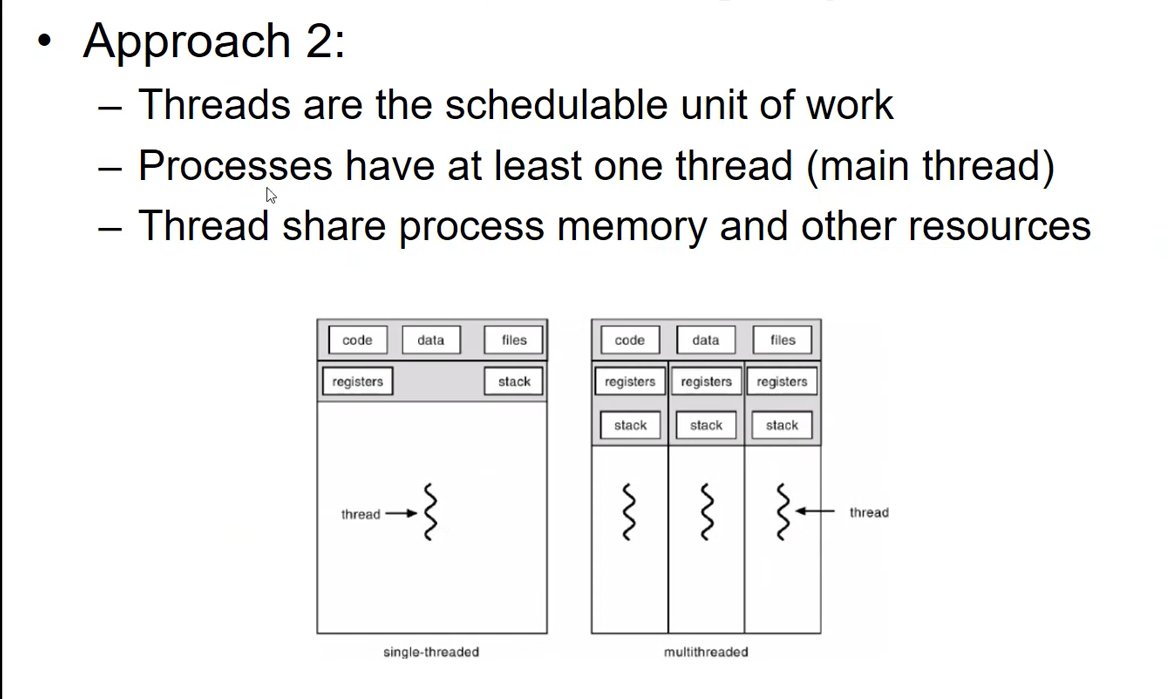 • Approach 2:
– Threads are the schedulable unit of work
– Processes have at least one thread (main thread)
– Thread share process memory and other resources
code data files
registers stack
thread
single-threaded
code data files
registers registers registers
stack stack stack
thread
multithreaded